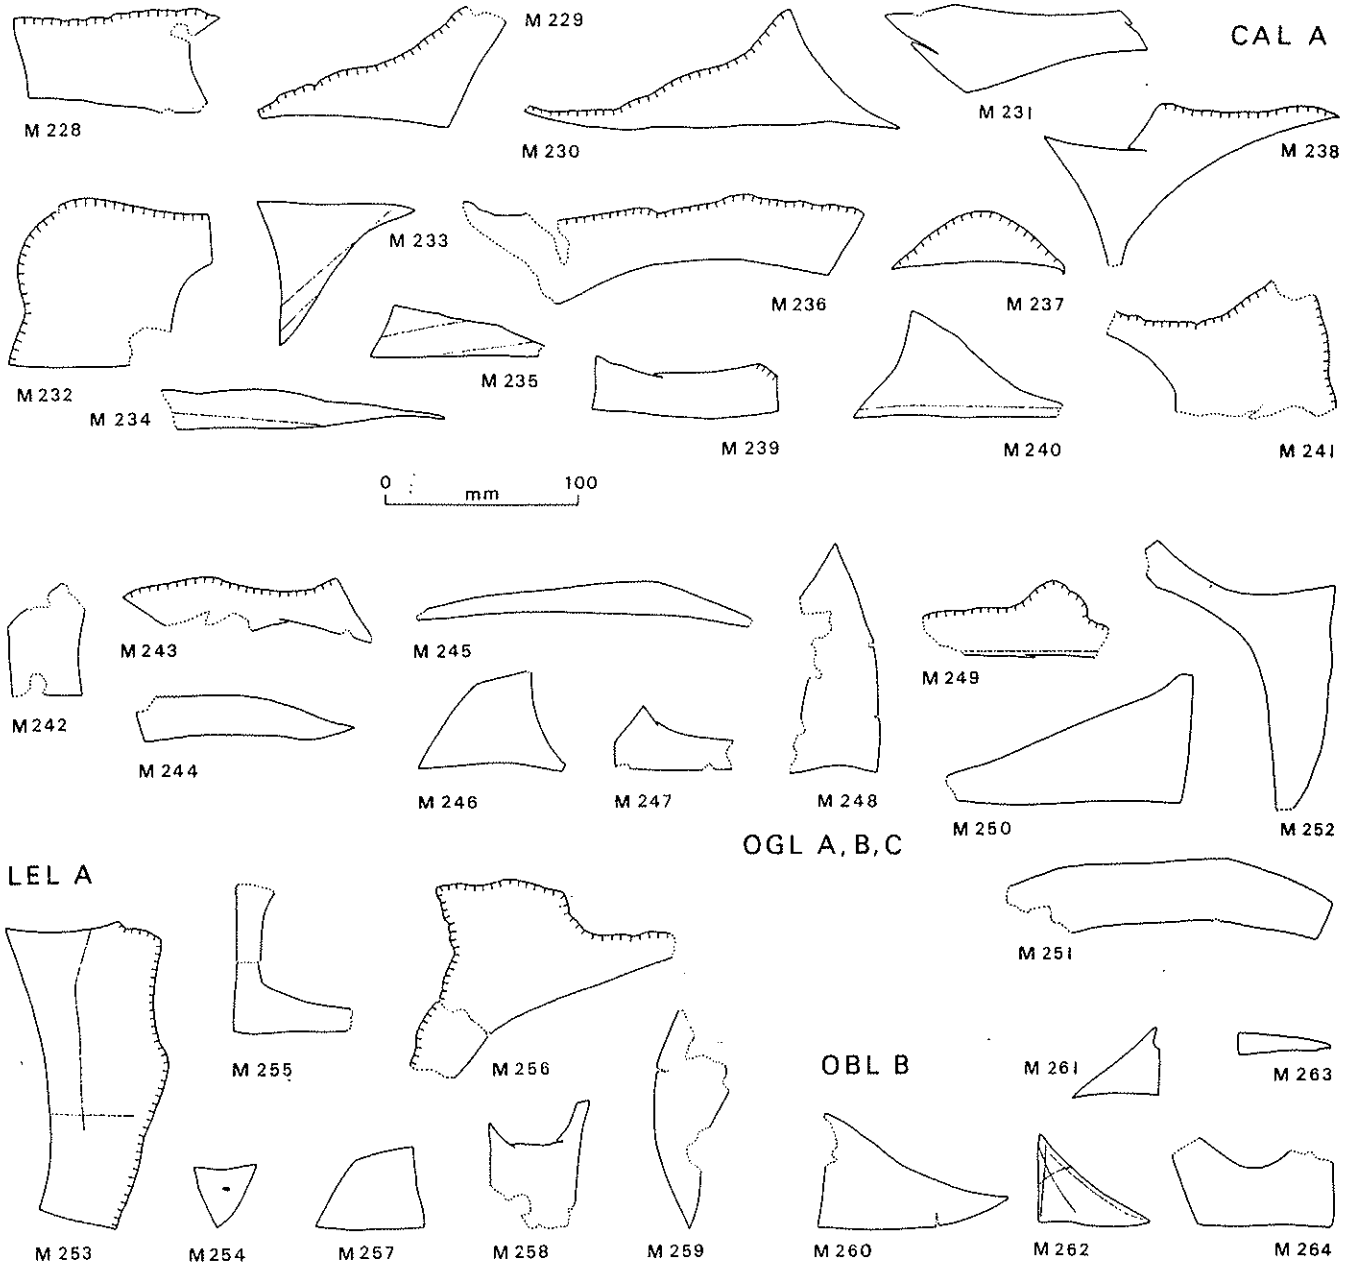 M 229
CAL A
M 228
M 230
M 231
M 238
M 233
M 236
M 237
M 232
M 235
M 234
M 239
M 240
M 241
0 mm 100
M 243
M 245
M 249
M 242
M 244
M 246
M 247
M 248
M 250
M 252
OGL A, B, C
LEL A
M 251
M 255
M 256
OBL B
M 261
M 263
M 253
M 254
M 257
M 258
M 259
M 260
M 262
M 264